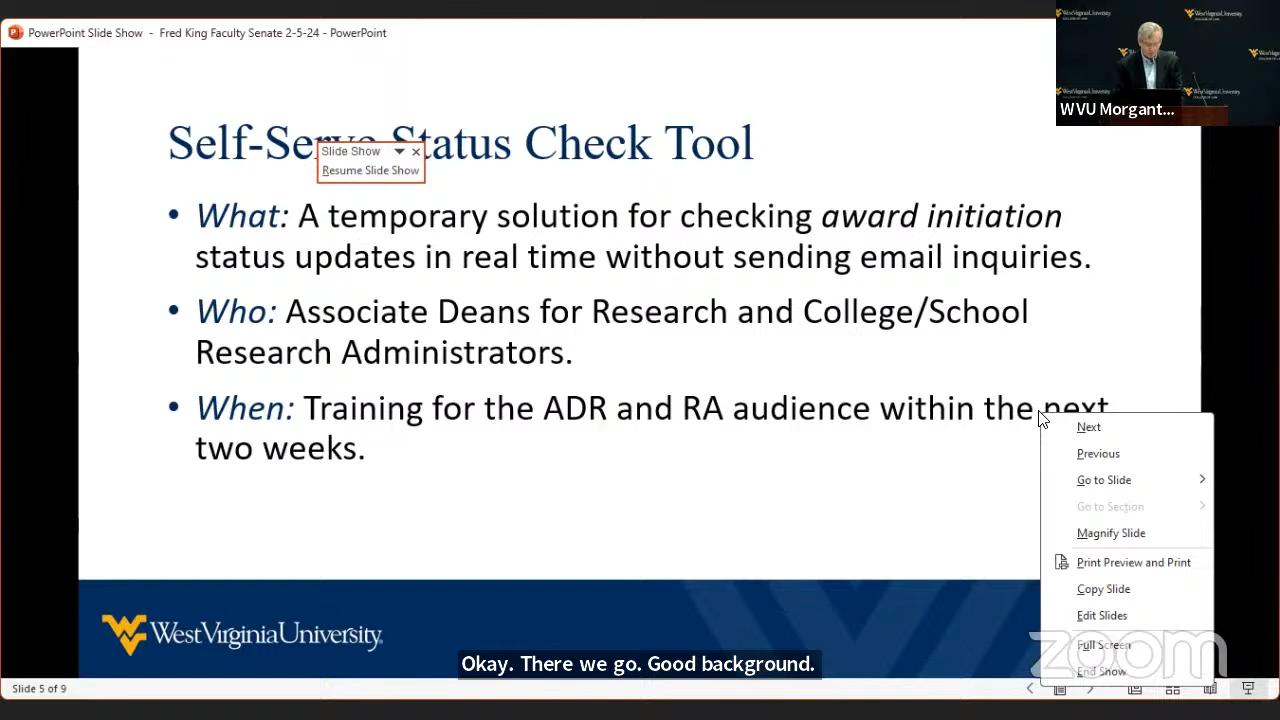 PowerPoint Slide Show - Fred King Faculty Senate 2-5-24 - PowerPoint
WestVirginiaUniversity
WestVirginiaUniversity
WVU Morgant...
Self-Serve Status Check Tool
Slide Show
Resume Slide Show
• What: A temporary solution for checking award initiation
status updates in real time without sending email inquiries.
• Who: Associate Deans for Research and College/School
Research Administrators.
• When: Training for the ADR and RA audience within the next
two weeks.
Next
Previous
Go to Slide
Go to Section
Magnify Slide
Print Preview and Print
Copy Slide
Edit Slides
Full Screen
End Show
WestVirginiaUniversity
zoom
Okay. There we go. Good background.
Slide 5 of 9